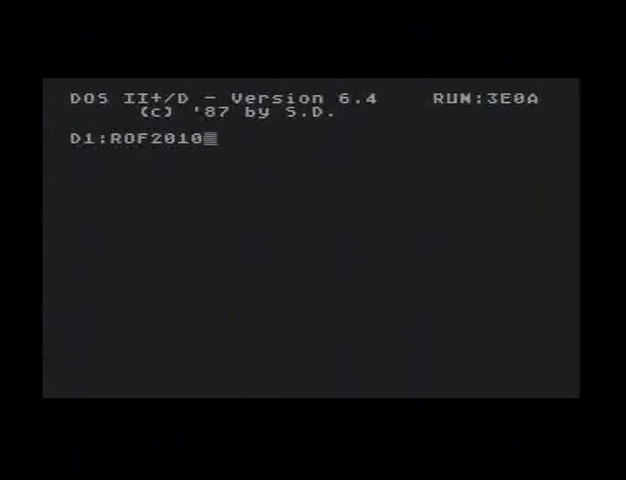 DOS II+/D - Version 6.4 RUN:3E0A
(c) '87 by S.D.
D1:ROF2010